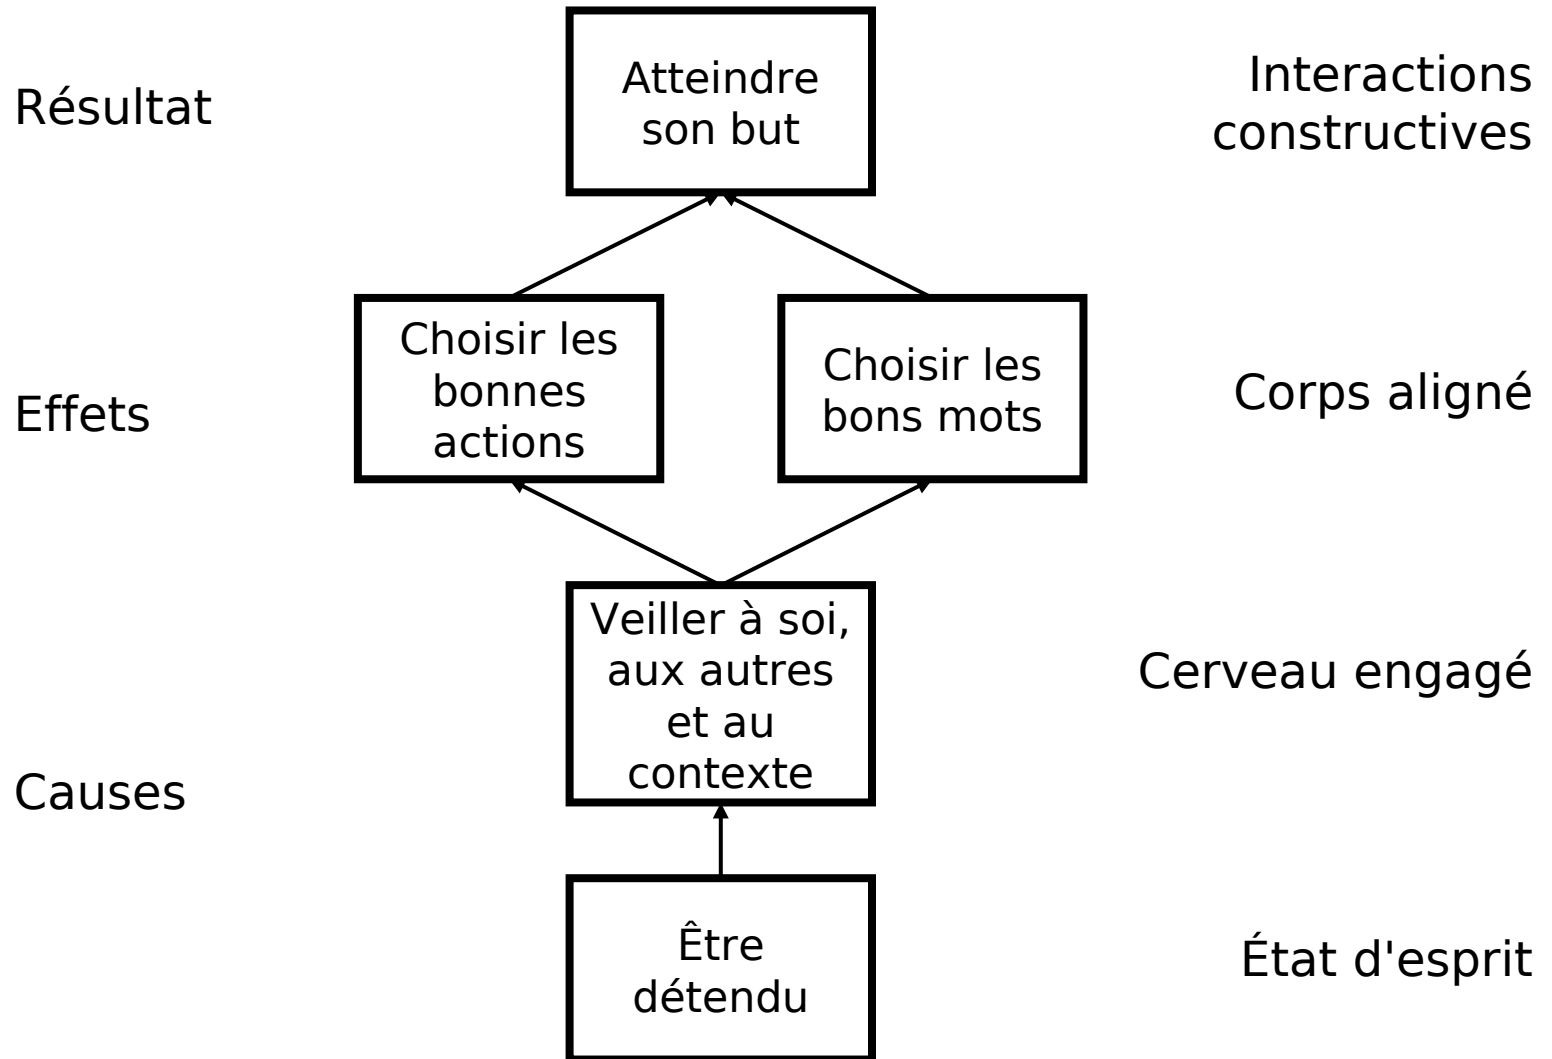 Résultat
Atteindre
son but
Interactions
constructives
Effets
Choisir les
bonnes
actions
Choisir les
bons mots
Corps aligné
Causes
Veiller à soi,
aux autres
et au
contexte
Cerveau engagé
Être
détendu
État d'esprit